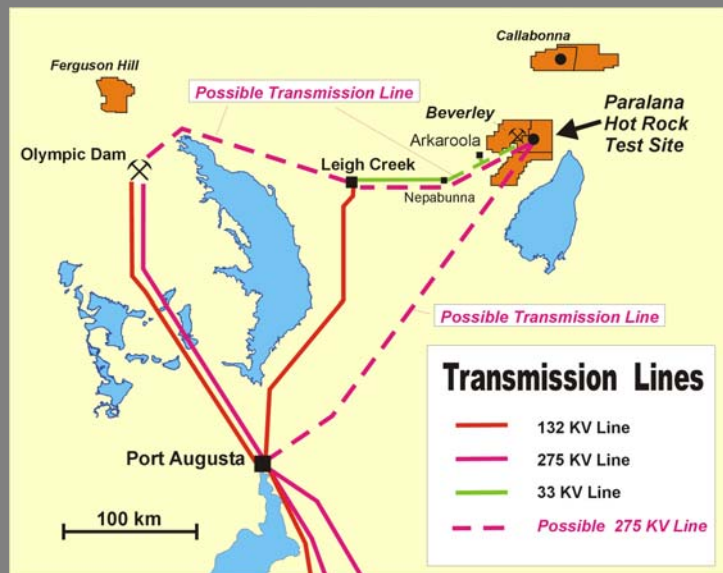 Callabonna
Ferguson Hill
Possible Transmission Line
Beverley
Paralana
Hot Rock
Test Site
Arkaroola
Olympic Dam
Leigh Creek
Nepabunna
Possible Transmission Line
Transmission Lines
132 KV Line
275 KV Line
33 KV Line
Possible 275 KV Line
Port Augusta
100 km